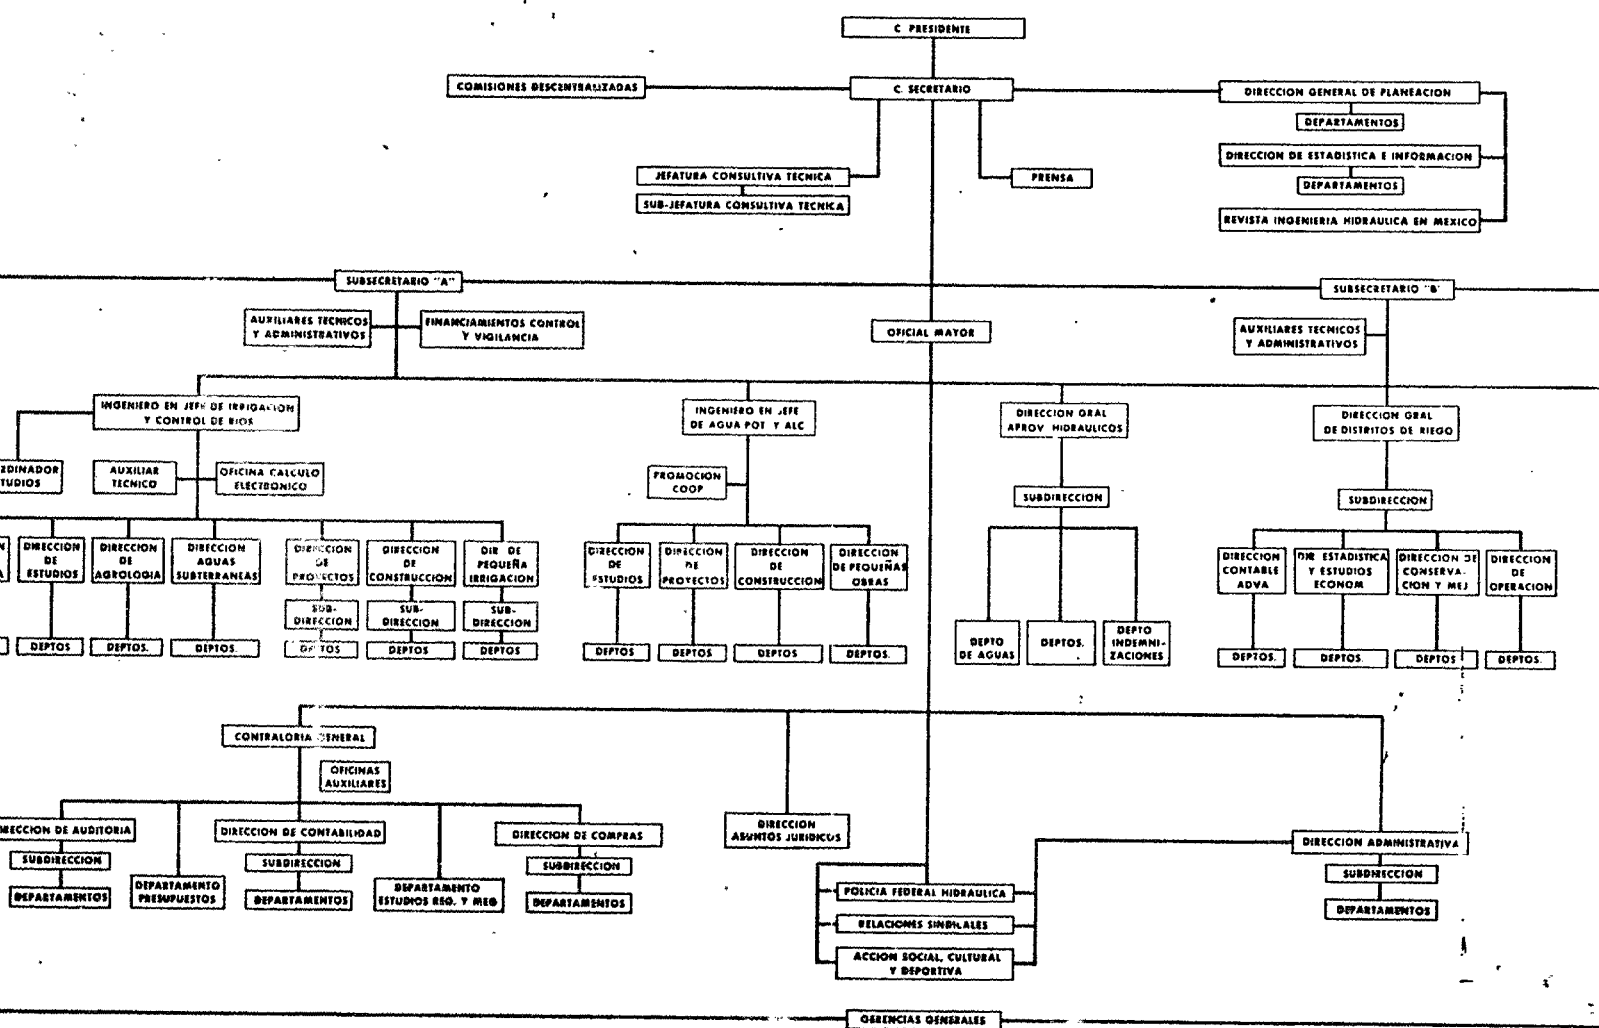 C PRESIDENTE
COMISIONES DESCENTRALIZADAS
C. SECRETARIO
DIRECCION GENERAL DE PLANEACION
DEPARTAMENTOS
DIRECCION DE ESTADISTICA E INFORMACION
DEPARTAMENTOS
REVISTA INGENIERIA HIDRAULICA EN MEXICO
JEFATURA CONSULTIVA TECNICA
SUB-JEFATURA CONSULTIVA TECNICA
PRENSA
SUBSECRETARIO "A"
SUBSECRETARIO "B"
AUXILIARES TECNICOS
Y ADMINISTRATIVOS
FINANCIAMIENTOS CONTROL
Y VIGILANCIA
OFICIAL MAYOR
AUXILIARES TECNICOS
Y ADMINISTRATIVOS
INGENIERO EN JEFE DE IRRIGACION
Y CONTROL DE RIOS
INGENIERO EN JEFE
DE AGUA POT Y ALC
DIRECCION GRAL
APROV HIDRAULICOS
DIRECCION GRAL
DE DISTRITOS DE RIEGO
RDINADOR
TUDIOS
AUXILIAR
TECNICO
OFICINA CALCULO
ELECTRONICO
PROMOCION
COOP
SUBDIRECCION
SUBDIRECCION
DIRECCION
DE
ESTUDIOS
DIRECCION
DE
AGROLOGIA
DIRECCION
AGUAS
SUBTERRANEAS
DIRECCION
DE
PROYECTOS
DIRECCION
DE
CONSTRUCCION
DIR DE
PEQUEÑA
IRRIGACION
DIRECCION
DE
ESTUDIOS
DIRECCION
DE
PROYECTOS
DIRECCION
DE
CONSTRUCCION
DIRECCION
DE PEQUEÑAS
OBRAS
DIRECCION
CONTABLE
ADVA
DIR ESTADISTICA
Y ESTUDIOS
ECONOM
DIRECCION DE
CONSERVA-
CION Y MEJ
DIRECCION
DE
OPERACION
SUB-
DIRECCION
SUB-
DIRECCION
SUB-
DIRECCION
DEPTOS
DEPTOS.
DEPTOS.
DEPTOS
DEPTOS
DEPTOS
DEPTOS
DEPTOS
DEPTOS
DEPTOS.
DEPTO
DE AGUAS
DEPTOS.
DEPTO
INDEMNI-
ZACIONES
DEPTOS.
DEPTOS.
DEPTOS
DEPTOS.
CONTRALORIA GENERAL
OFICINAS
AUXILIARES
DIRECCION DE AUDITORIA
SUBDIRECCION
DEPARTAMENTOS
DEPARTAMENTO
PRESUPUESTOS
DIRECCION DE CONTABILIDAD
SUBDIRECCION
DEPARTAMENTOS
DEPARTAMENTO
ESTUDIOS REG. Y MEG
DIRECCION DE COMPRAS
SUBDIRECCION
DEPARTAMENTOS
DIRECCION
ASUNTOS JURIDICOS
DIRECCION ADMINISTRATIVA
SUBDIRECCION
DEPARTAMENTOS
POLICIA FEDERAL HIDRAULICA
RELACIONES SINDICALES
ACCION SOCIAL, CULTURAL
Y DEPORTIVA
GERENCIAS GENERALES